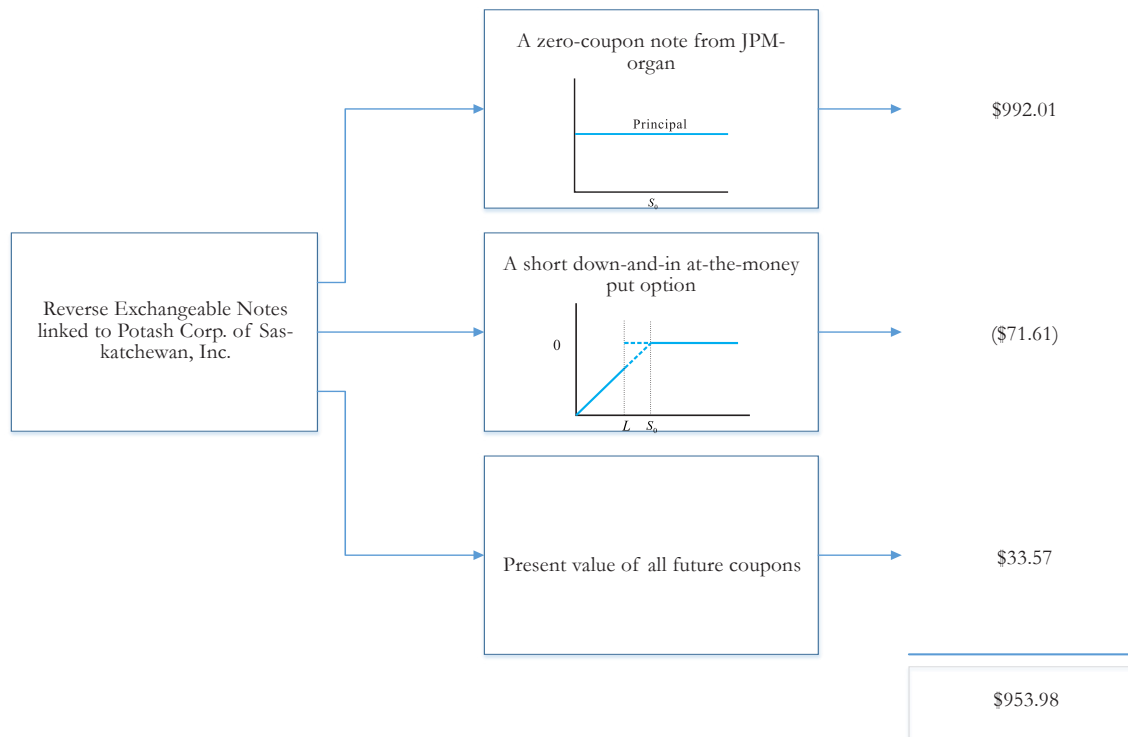 A zero-coupon note from JPM-
organ
Principal
S₀
$992.01
Reverse Exchangeable Notes
linked to Potash Corp. of Sas-
katchewan, Inc.
A short down-and-in at-the-money
put option
0
L S₀
($71.61)
Present value of all future coupons
$33.57
$953.98